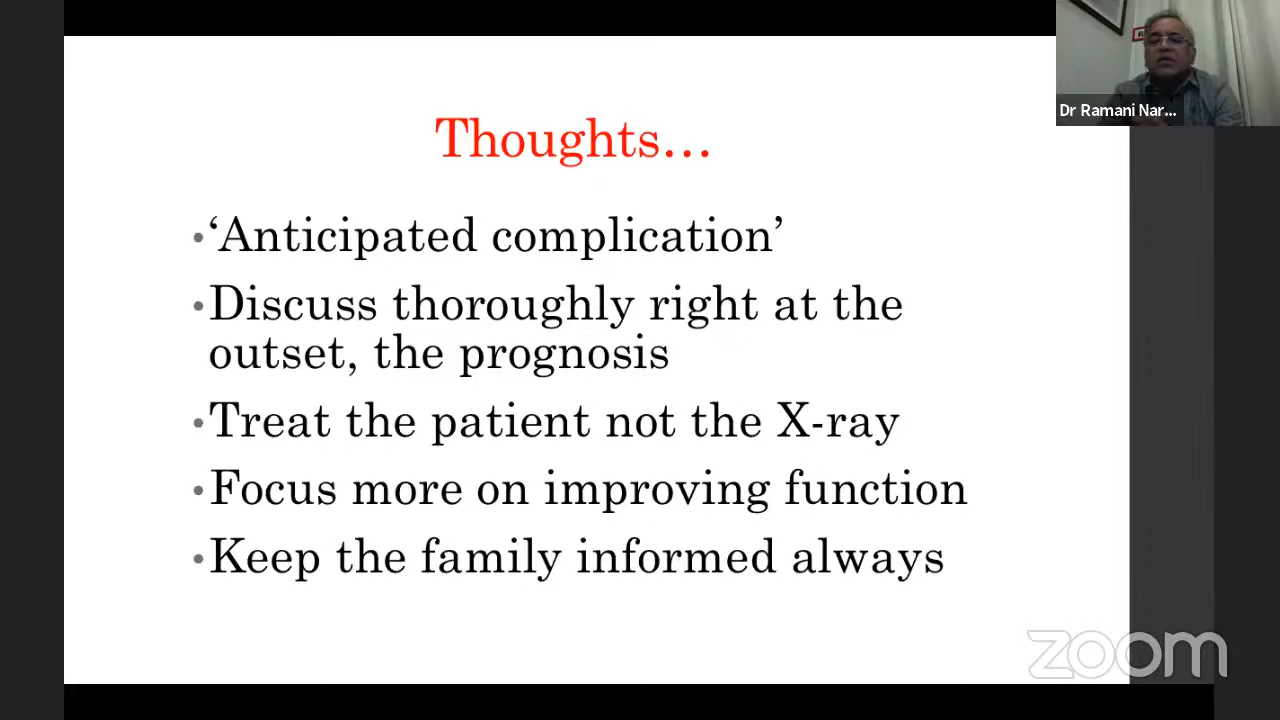 Thoughts…
•‘Anticipated complication’
•Discuss thoroughly right at the
outset, the prognosis
•Treat the patient not the X-ray
•Focus more on improving function
•Keep the family informed always
Dr Ramani Nar...
zoom